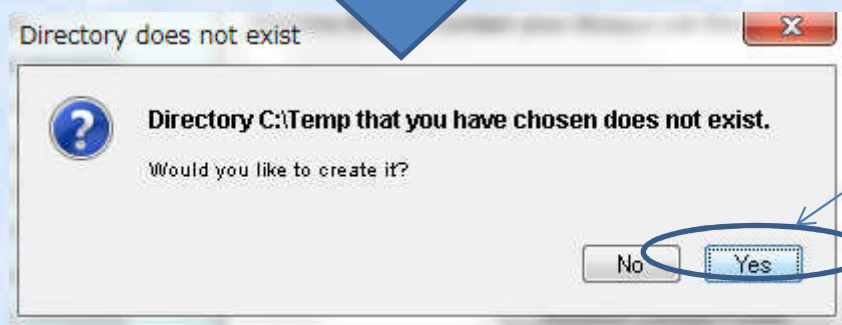 Directory does not exist
Directory C:\Temp that you have chosen does not exist.
Would you like to create it?
No
Yes